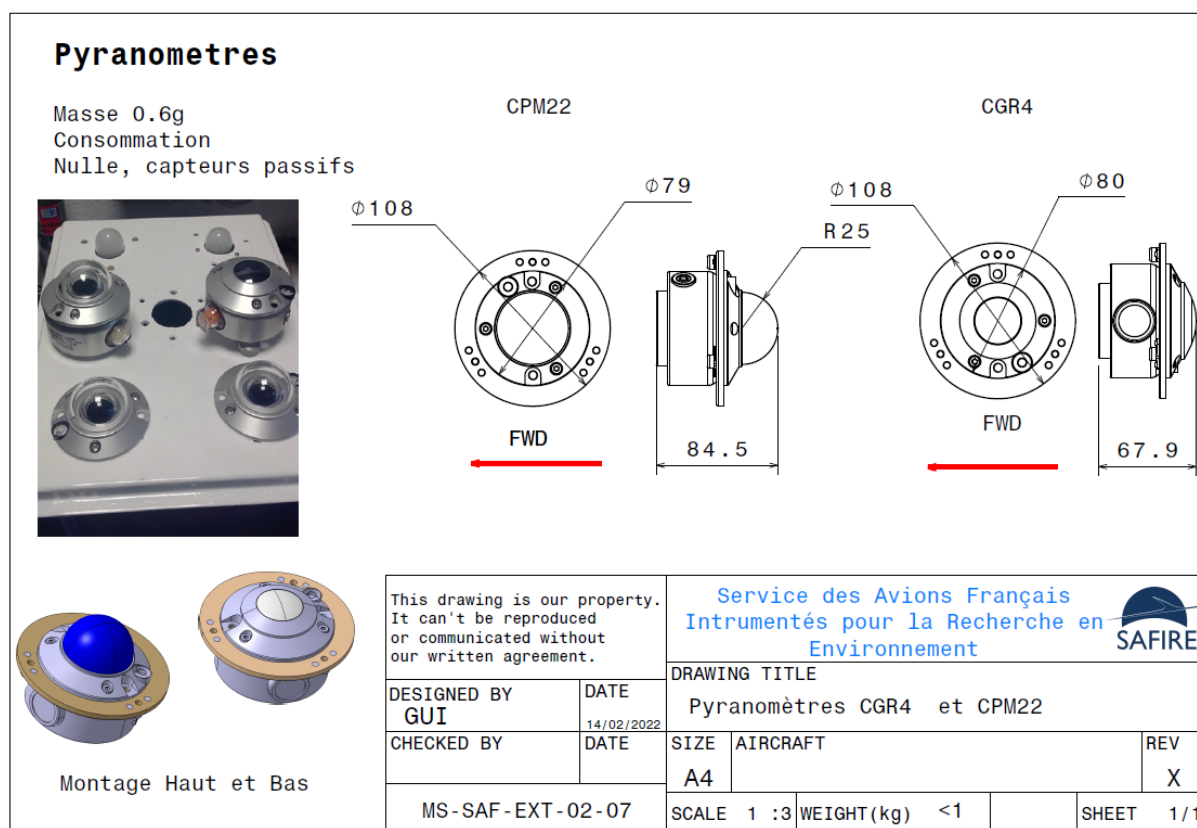 Pyranometres
Masse 0.6g
Consommation
Nulle, capteurs passifs
CPM22
CGR4
⌀108
⌀79
R25
⌀108
⌀80
FWD
84.5
FWD
67.9
Montage Haut et Bas
This drawing is our property.
It can't be reproduced
or communicated without
our written agreement.
Service des Avions Français
Intrumentés pour la Recherche en
Environnement
SAFIRE
DRAWING TITLE
Pyranomètres CGR4 et CPM22
DESIGNED BY
GUI
DATE
14/02/2022
CHECKED BY
DATE
SIZE
A4
AIRCRAFT
REV
X
MS-SAF-EXT-02-07
SCALE 1 :3
WEIGHT(kg) <1
SHEET 1/1